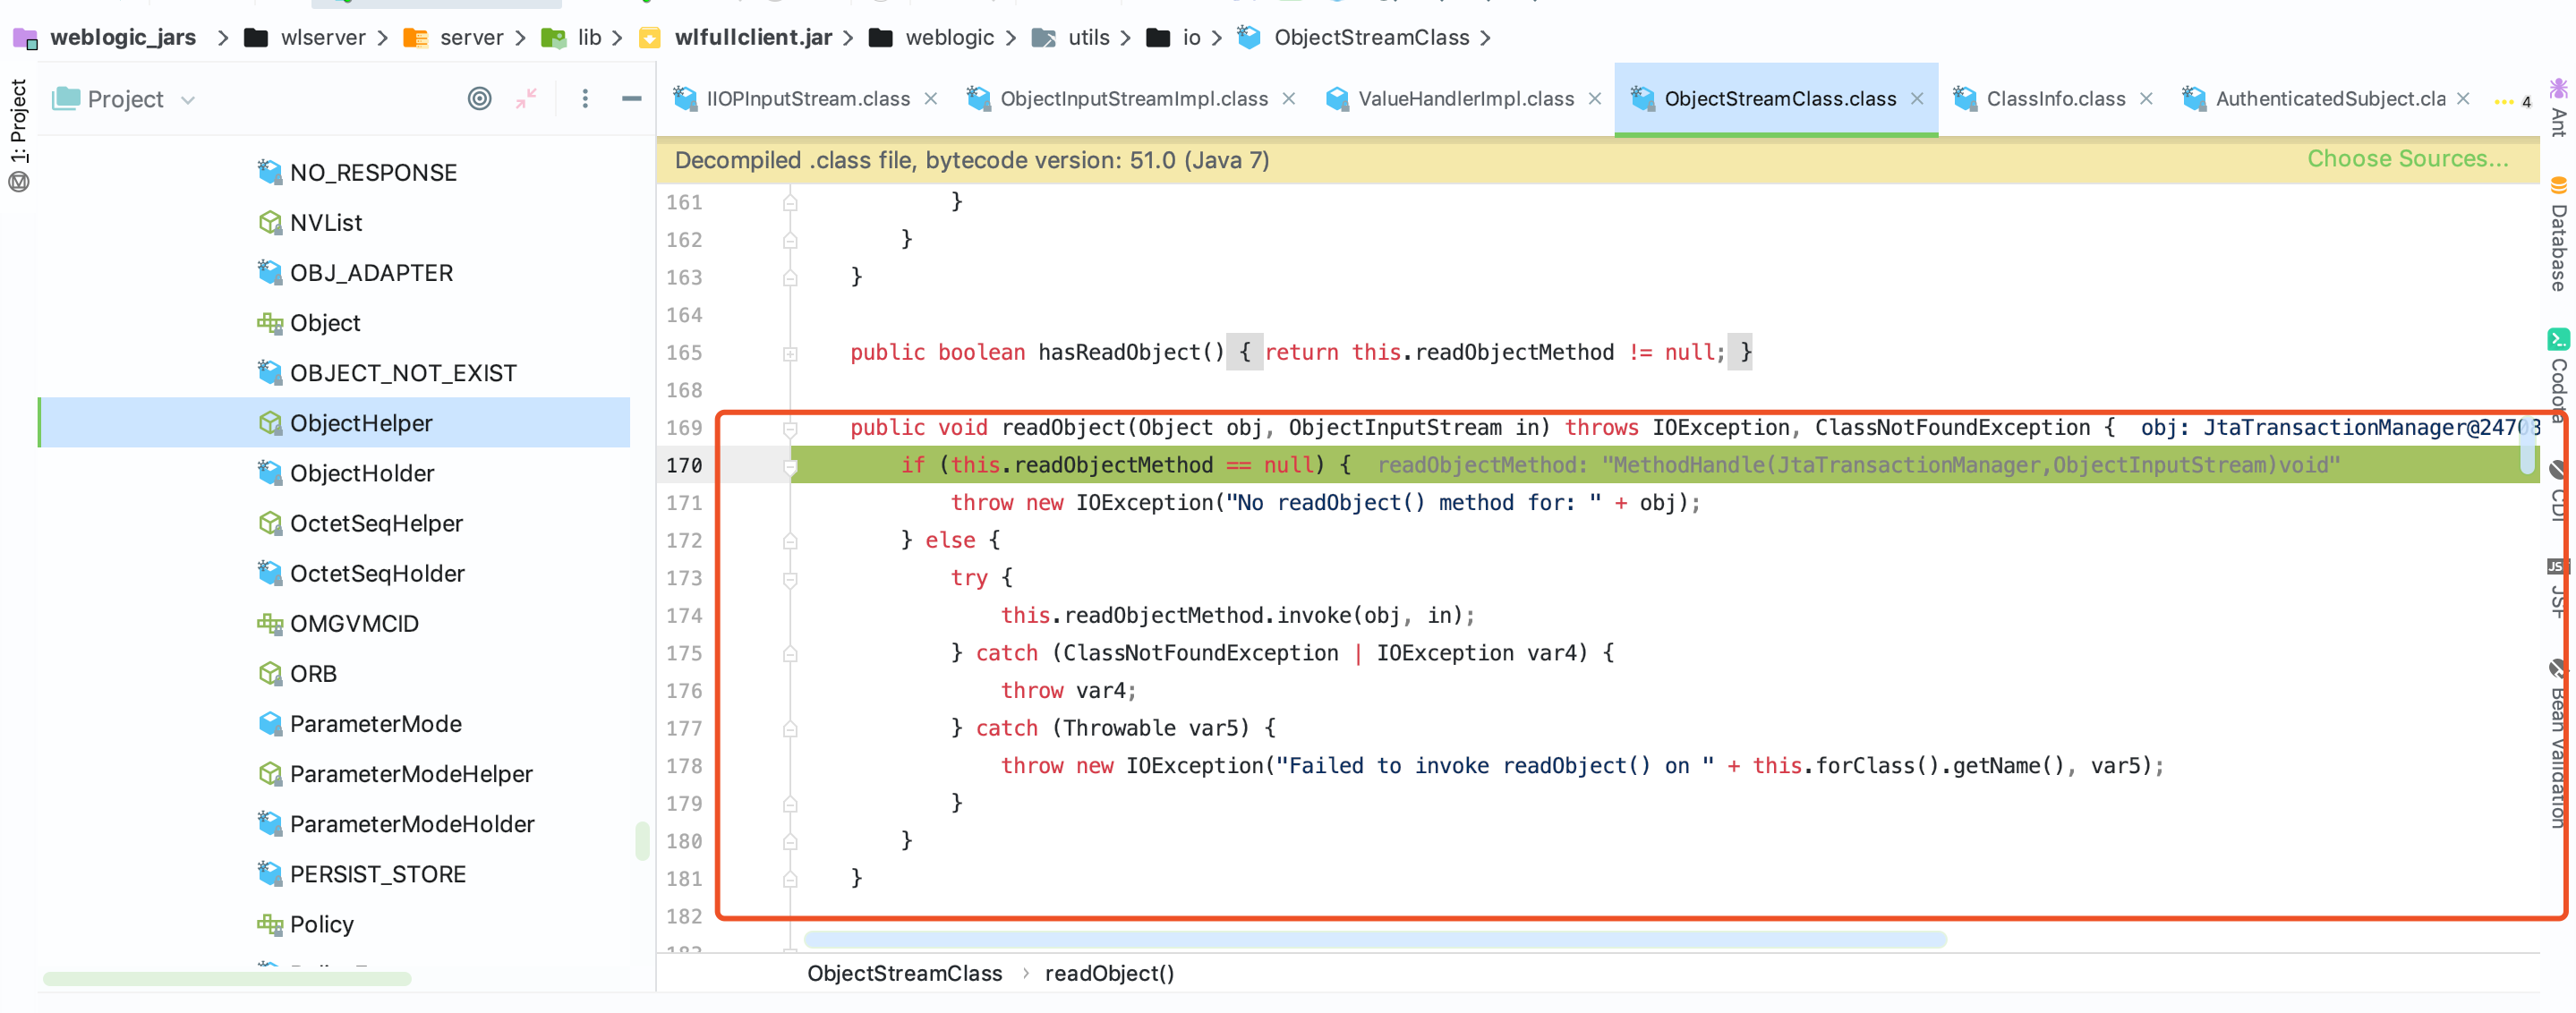 weblogic_jars > wlserver > server > lib > wlfullclient.jar > weblogic > utils > io > ObjectStreamClass >
1: Project
Project
NO_RESPONSE
NVList
OBJ_ADAPTER
Object
OBJECT_NOT_EXIST
ObjectHelper
ObjectHolder
OctetSeqHelper
OctetSeqHolder
OMGVMCID
ORB
ParameterMode
ParameterModeHelper
ParameterModeHolder
PERSIST_STORE
Policy
IIOPInputStream.class ObjectInputStreamImpl.class ValueHandlerImpl.class ObjectStreamClass.class ClassInfo.class AuthenticatedSubject.cla 4
Decompiled .class file, bytecode version: 51.0 (Java 7) Choose Sources...
161 }
162 }
163 }
164
165 public boolean hasReadObject() { return this.readObjectMethod != null; }
168
169 public void readObject(Object obj, ObjectInputStream in) throws IOException, ClassNotFoundException { obj: JtaTransactionManager@24708
170 if (this.readObjectMethod == null) { readObjectMethod: "MethodHandle(JtaTransactionManager,ObjectInputStream)void"
171 throw new IOException("No readObject() method for: " + obj);
172 } else {
173 try {
174 this.readObjectMethod.invoke(obj, in);
175 } catch (ClassNotFoundException | IOException var4) {
176 throw var4;
177 } catch (Throwable var5) {
178 throw new IOException("Failed to invoke readObject() on " + this.forClass().getName(), var5);
179 }
180 }
181 }
182
ObjectStreamClass > readObject()
Ant
Database
Codota
CDI
JSF
Bean Validation